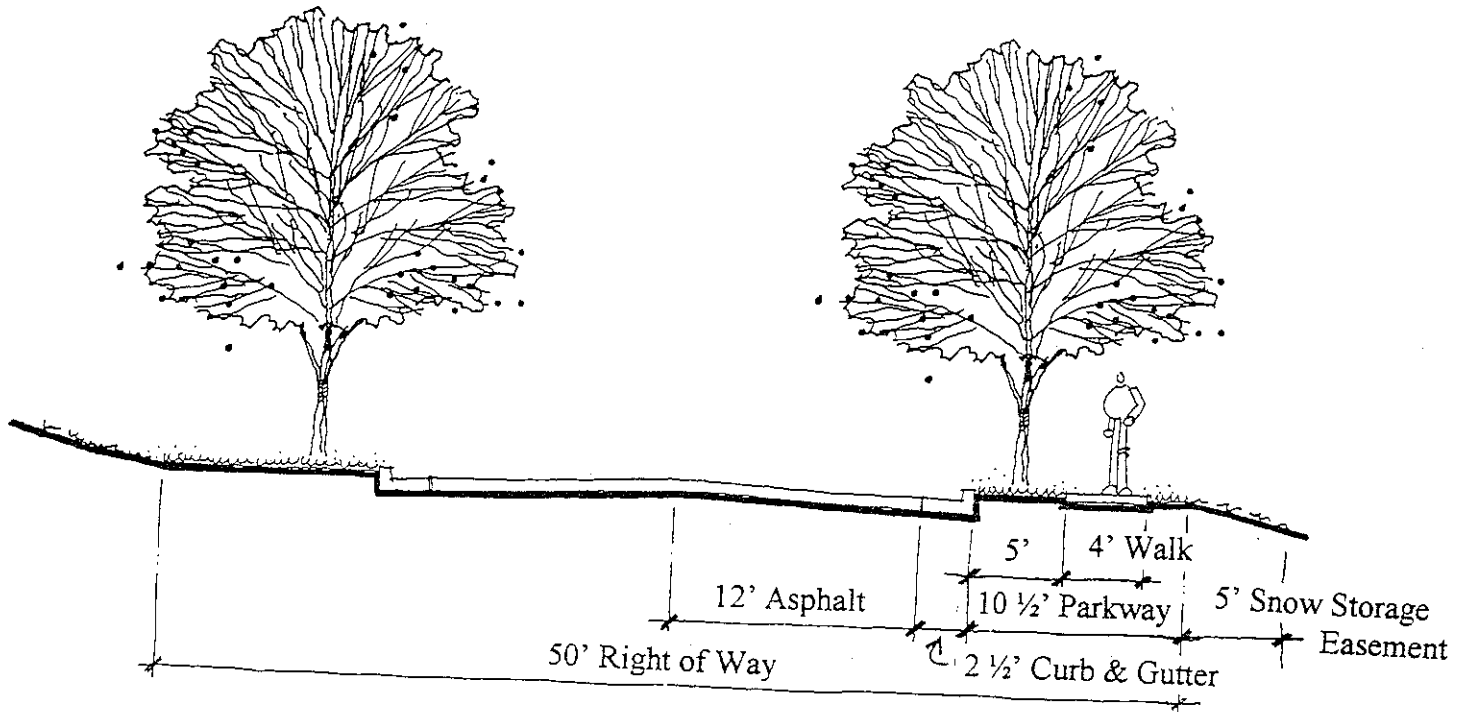 5’ 4’ Walk
12’ Asphalt 10 ½’ Parkway 5’ Snow Storage
Easement
50’ Right of Way 2 ½’ Curb & Gutter